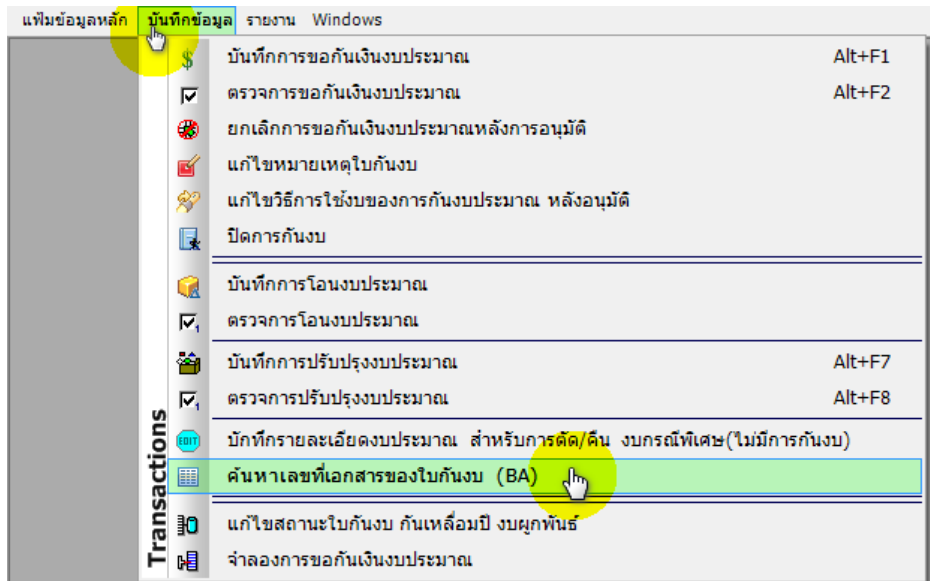 แฟ้มข้อมูลหลัก บันทึกข้อมูล รายงาน Windows
บันทึกการขอกันเงินงบประมาณ Alt+F1
ตรวจการขอกันเงินงบประมาณ Alt+F2
ยกเลิกการขอกันเงินงบประมาณหลังการอนุมัติ
แก้ไขหมายเหตุใบกันงบ
แก้ไขวิธีการใช้งบของการกันงบประมาณ หลังอนุมัติ
ปิดการกันงบ
บันทึกการโอนงบประมาณ
ตรวจการโอนงบประมาณ
บันทึกการปรับปรุงงบประมาณ Alt+F7
ตรวจการปรับปรุงงบประมาณ Alt+F8
EDIT บักทึกรายละเอียดงบประมาณ สำหรับการตัด/คืน งบกรณีพิเศษ(ไม่มีการกันงบ)
ค้นหาเลขที่เอกสารของใบกันงบ (BA)
แก้ไขสถานะใบกันงบ กันเหลื่อมปี งบผูกพันธ์
จำลองการขอกันเงินงบประมาณ
Transactions